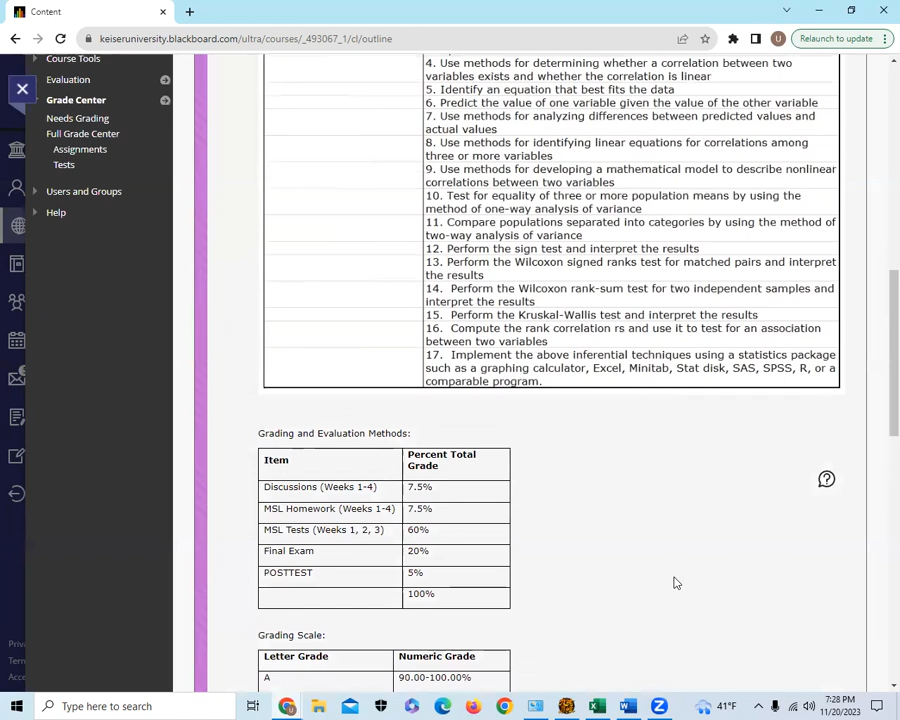 Content
keiseruniversity.blackboard.com/ultra/courses/_493067_1/cl/outline
Relaunch to update
Course Tools
Evaluation
Grade Center
Needs Grading
Full Grade Center
Assignments
Tests
Users and Groups
Help
Priv
Term
Acce
4. Use methods for determining whether a correlation between two
variables exists and whether the correlation is linear
5. Identify an equation that best fits the data
6. Predict the value of one variable given the value of the other variable
7. Use methods for analyzing differences between predicted values and
actual values
8. Use methods for identifying linear equations for correlations among
three or more variables
9. Use methods for developing a mathematical model to describe nonlinear
correlations between two variables
10. Test for equality of three or more population means by using the
method of one-way analysis of variance
11. Compare populations separated into categories by using the method of
two-way analysis of variance
12. Perform the sign test and interpret the results
13. Perform the Wilcoxon signed ranks test for matched pairs and interpret
the results
14. Perform the Wilcoxon rank-sum test for two independent samples and
interpret the results
15. Perform the Kruskal-Wallis test and interpret the results
16. Compute the rank correlation rs and use it to test for an association
between two variables
17. Implement the above inferential techniques using a statistics package
such as a graphing calculator, Excel, Minitab, Stat disk, SAS, SPSS, R, or a
comparable program.
Grading and Evaluation Methods:
Item Percent Total
Grade
Discussions (Weeks 1-4) 7.5%
MSL Homework (Weeks 1-4) 7.5%
MSL Tests (Weeks 1, 2, 3) 60%
Final Exam 20%
POSTTEST 5%
100%
Grading Scale:
Letter Grade Numeric Grade
A 90.00-100.00%
Type here to search
41°F
7:28 PM
11/20/2023